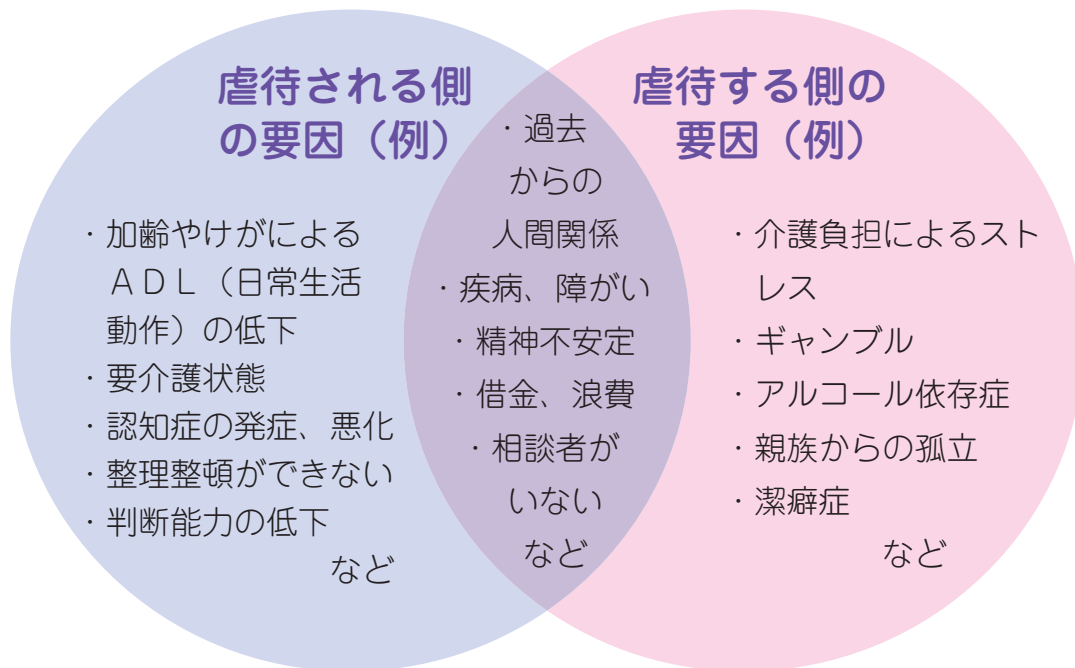 虐待される側
の要因（例）
・加齢やけがによる
ＡＤＬ（日常生活
動作）の低下
・要介護状態
・認知症の発症、悪化
・整理整頓ができない
・判断能力の低下
など
・過去
からの
人間関係
・疾病、障がい
・精神不安定
・借金、浪費
・相談者が
いない
など
虐待する側の
要因（例）
・介護負担によるスト
レス
・ギャンブル
・アルコール依存症
・親族からの孤立
・潔癖症
など